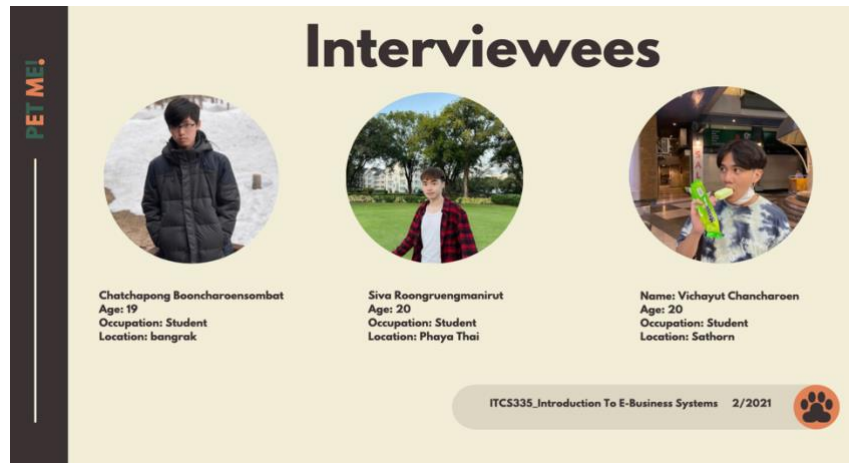 PET ME!
Interviewees
Chatchapong Booncharoensombat
Age: 19
Occupation: Student
Location: bangrak
Siva Roongruengmanirut
Age: 20
Occupation: Student
Location: Phaya Thai
Name: Vichayut Chancharoen
Age: 20
Occupation: Student
Location: Sathorn
ITCS335_Introduction To E-Business Systems 2/2021